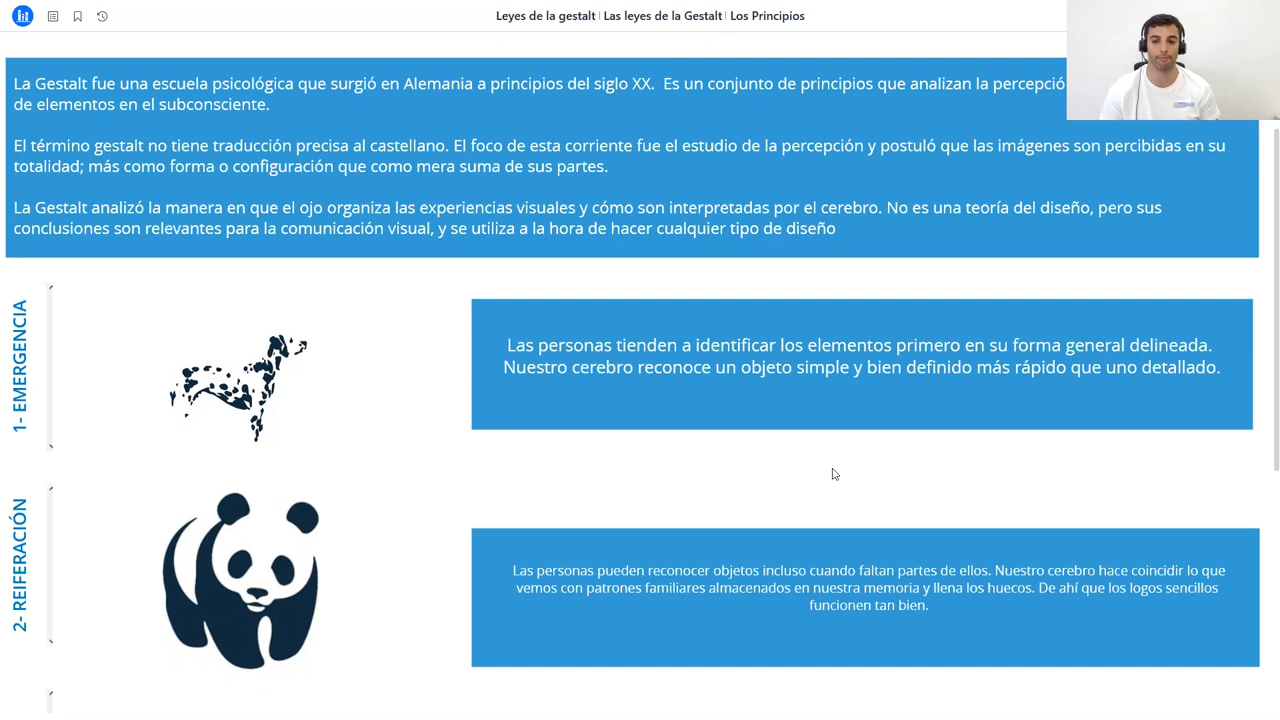 Leyes de la gestalt | Las leyes de la Gestalt | Los Principios
La Gestalt fue una escuela psicológica que surgió en Alemania a principios del siglo XX. Es un conjunto de principios que analizan la percepció
de elementos en el subconsciente.
El término gestalt no tiene traducción precisa al castellano. El foco de esta corriente fue el estudio de la percepción y postuló que las imágenes son percibidas en su
totalidad; más como forma o configuración que como mera suma de sus partes.
La Gestalt analizó la manera en que el ojo organiza las experiencias visuales y cómo son interpretadas por el cerebro. No es una teoría del diseño, pero sus
conclusiones son relevantes para la comunicación visual, y se utiliza a la hora de hacer cualquier tipo de diseño
1- EMERGENCIA
Las personas tienden a identificar los elementos primero en su forma general delineada.
Nuestro cerebro reconoce un objeto simple y bien definido más rápido que uno detallado.
2- REIFERACIÓN
Las personas pueden reconocer objetos incluso cuando faltan partes de ellos. Nuestro cerebro hace coincidir lo que
vemos con patrones familiares almacenados en nuestra memoria y llena los huecos. De ahí que los logos sencillos
funcionen tan bien.